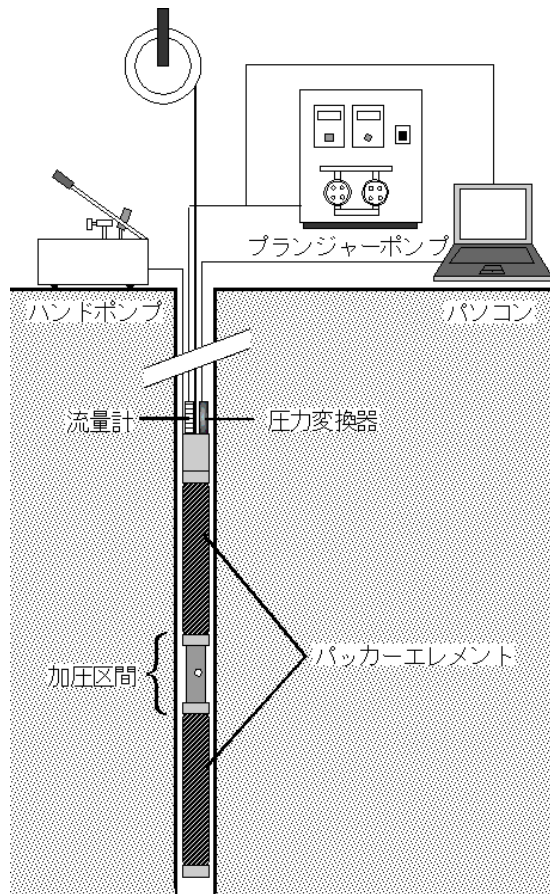 プランジャーポンプ
ハンドポンプ
パソコン
流量計
圧力変換器
加圧区間
パッカーエレメント